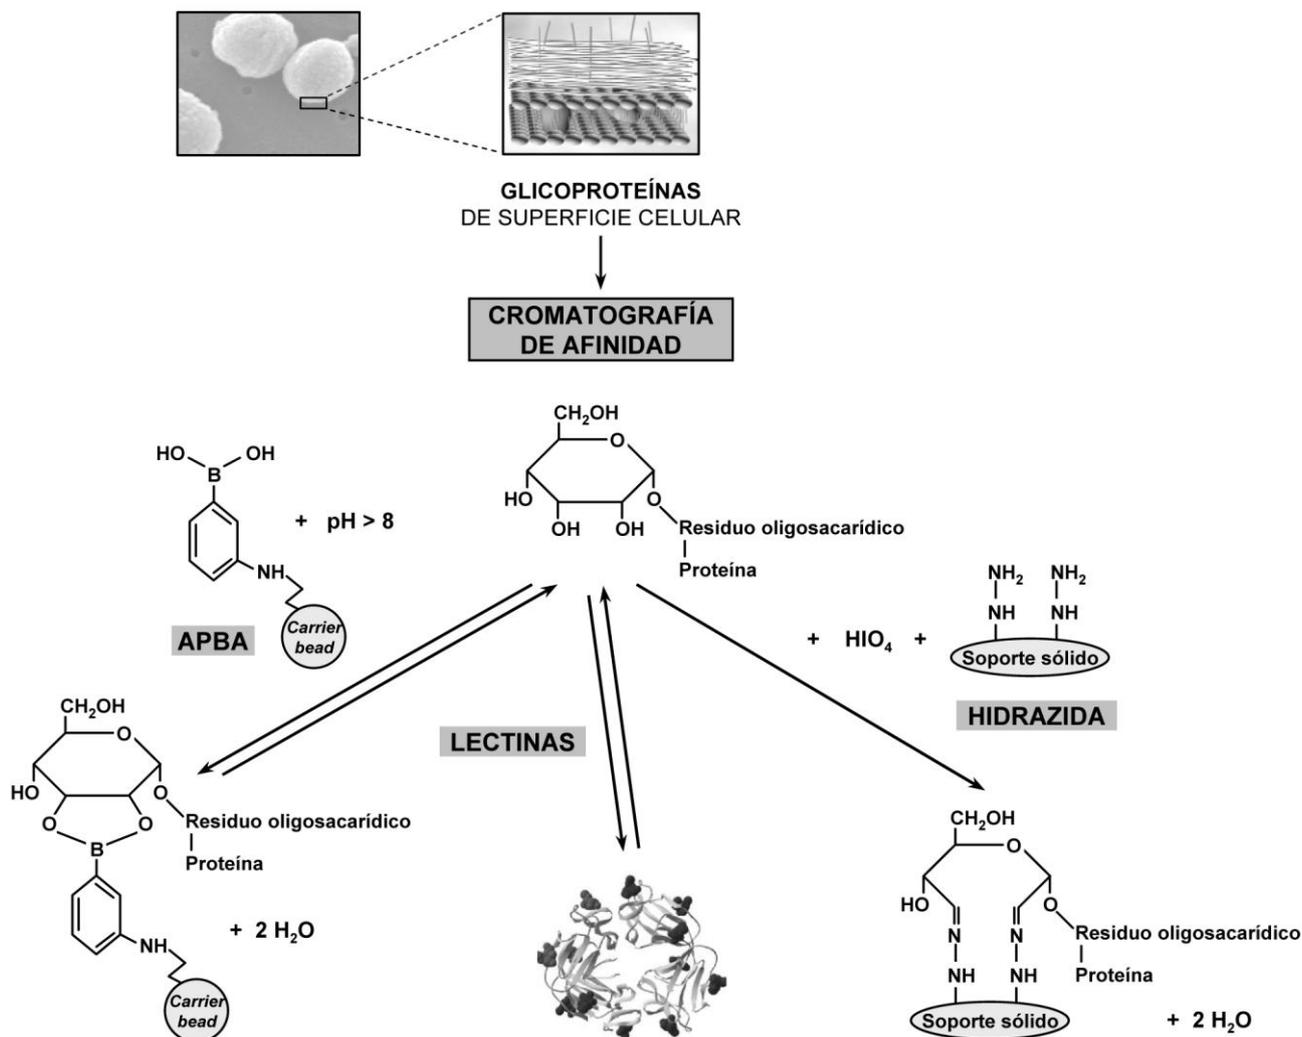 GLICOPROTEÍNAS
DE SUPERFICIE CELULAR
CROMATOGRAFÍA
DE AFINIDAD
CH2OH
O
HO
O
OH
OH
Residuo oligosacarídico
Proteína
HO
OH
B
+ pH > 8
NH
Carrier
bead
APBA
NH2
NH2
NH
NH
+ HIO4 +
Soporte sólido
HIDRAZIDA
LECTINAS
CH2OH
O
HO
O
O
O
B
Residuo oligosacarídico
Proteína
NH
+ 2 H2O
Carrier
bead
CH2OH
O
HO
O
N
N
Residuo oligosacarídico
Proteína
NH
NH
Soporte sólido
+ 2 H2O